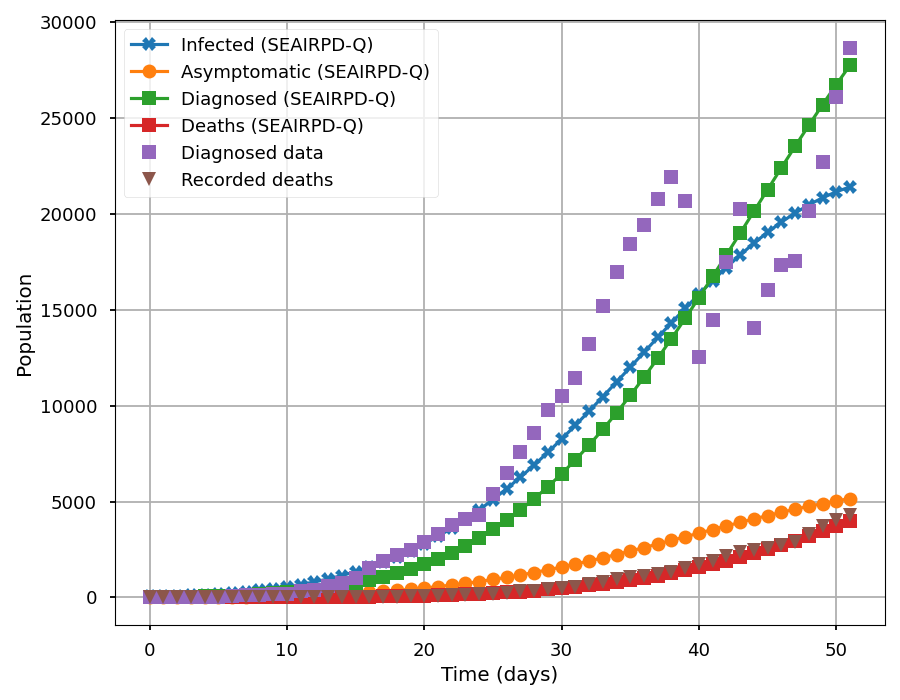 30000
25000
20000
15000
10000
5000
0
Population
Infected (SEAIRPD-Q)
Asymptomatic (SEAIRPD-Q)
Diagnosed (SEAIRPD-Q)
Deaths (SEAIRPD-Q)
Diagnosed data
Recorded deaths
0 10 20 30 40 50
Time (days)